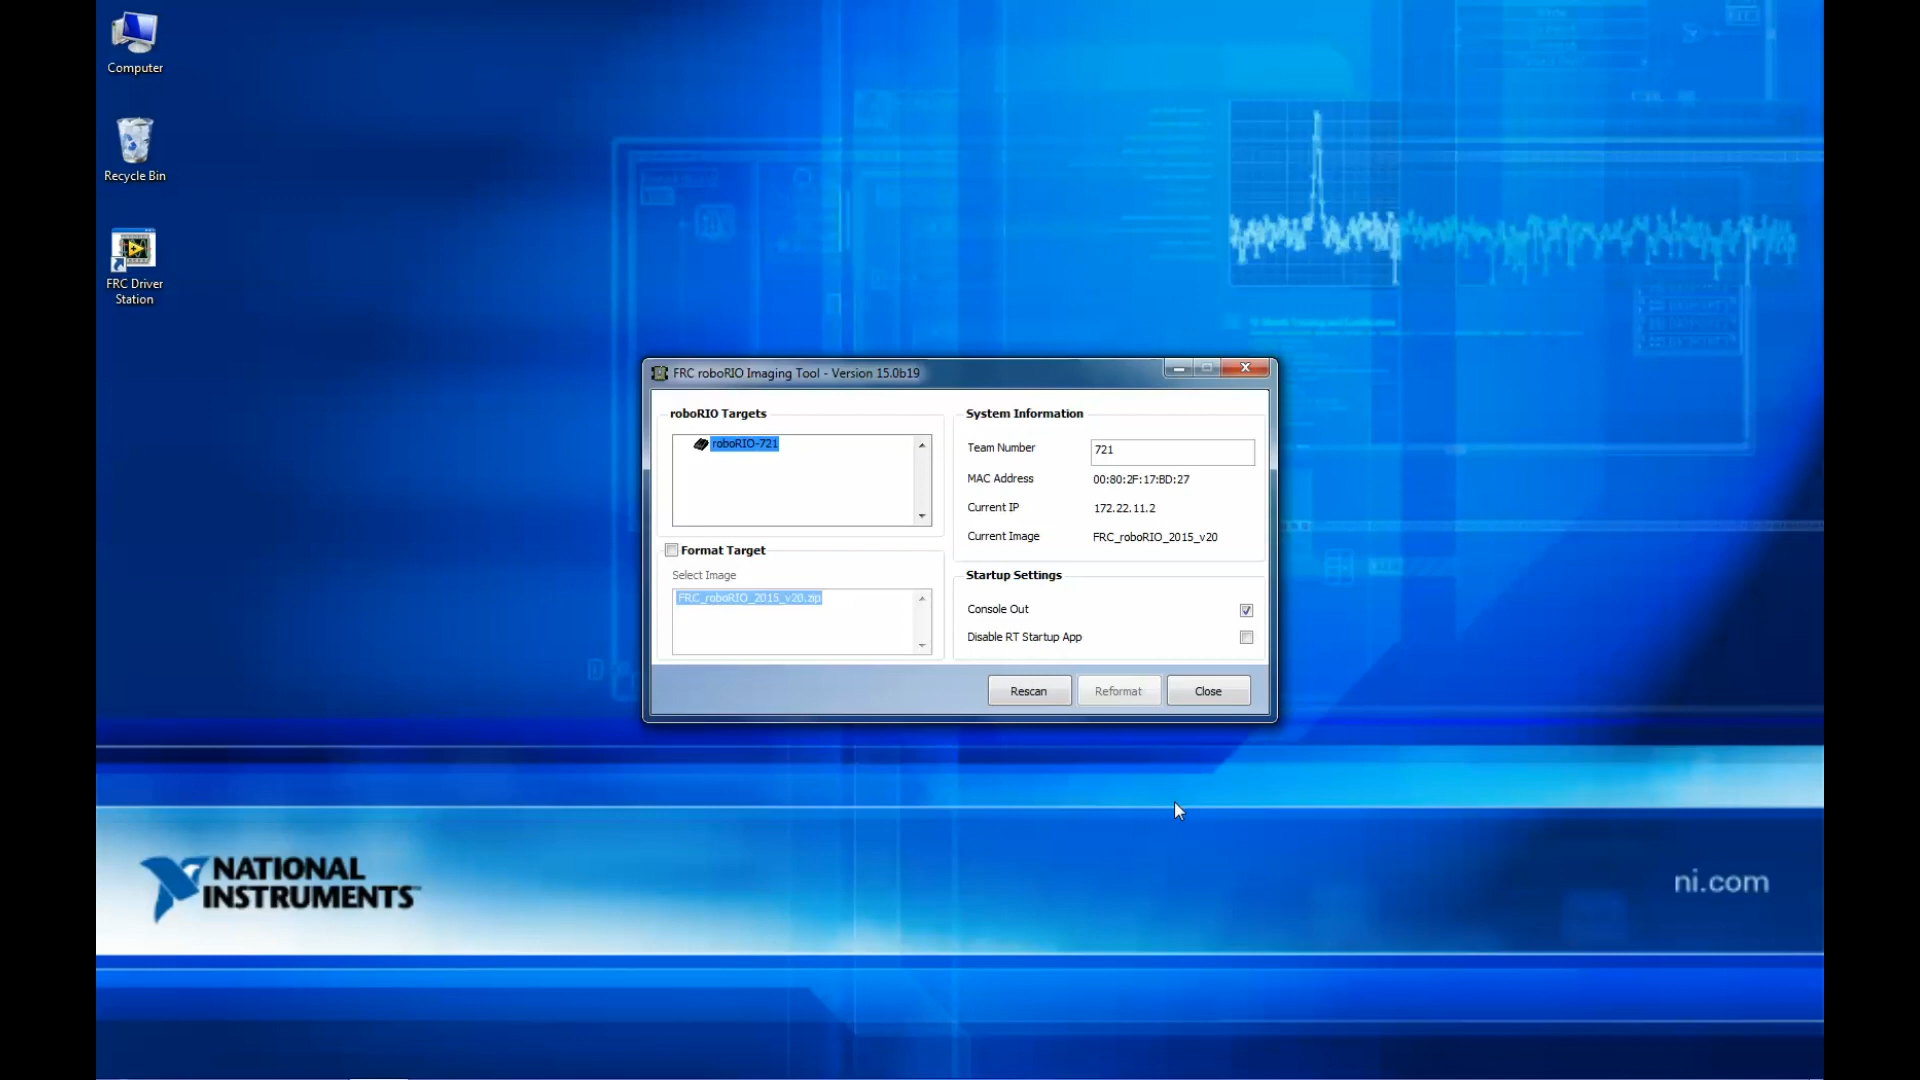 Computer
Recycle Bin
FRC Driver
Station
FRC roboRIO Imaging Tool - Version 15.0b19
roboRIO Targets
roboRIO-721
Format Target
Select Image
FRC_roboRIO_2015_v20.zip
System Information
Team Number 721
MAC Address 00:80:2F:17:BD:27
Current IP 172.22.11.2
Current Image FRC_roboRIO_2015_v20
Startup Settings
Console Out
Disable RT Startup App
Rescan Reformat Close
NATIONAL
INSTRUMENTS™
ni.com